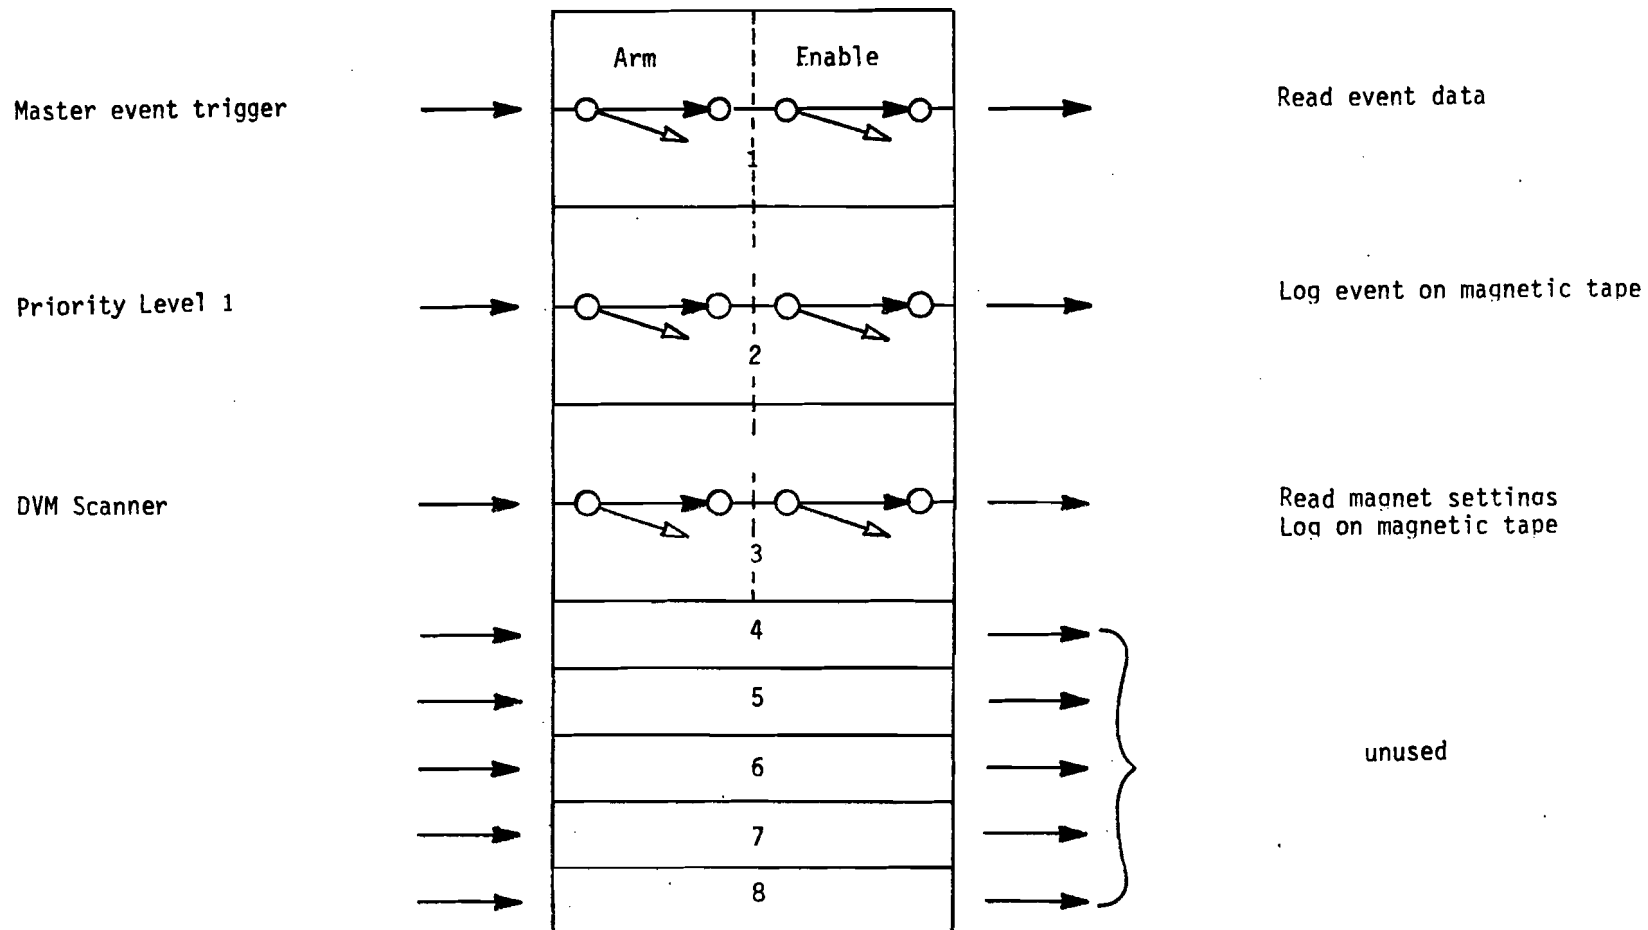 Arm Enable
Master event trigger
Read event data
1
Priority Level 1
Log event on magnetic tape
2
DVM Scanner
Read magnet settings
Log on magnetic tape
3
4
5
6
unused
7
8